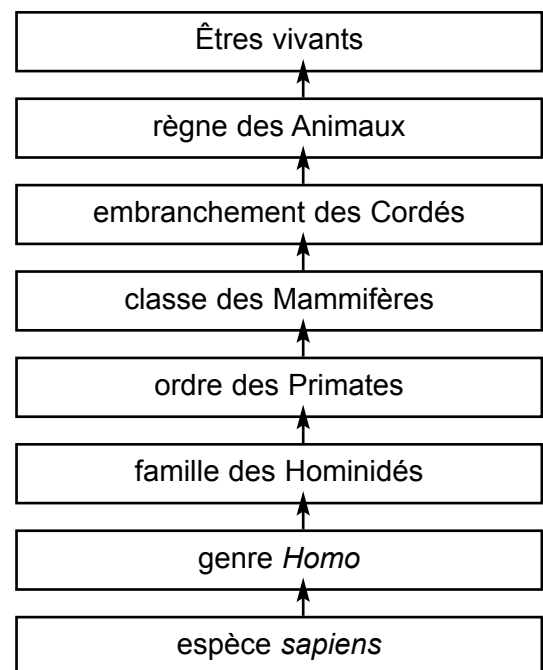 Êtres vivants
règne des Animaux
embranchement des Cordés
classe des Mammifères
ordre des Primates
famille des Hominidés
genre Homo
espèce sapiens